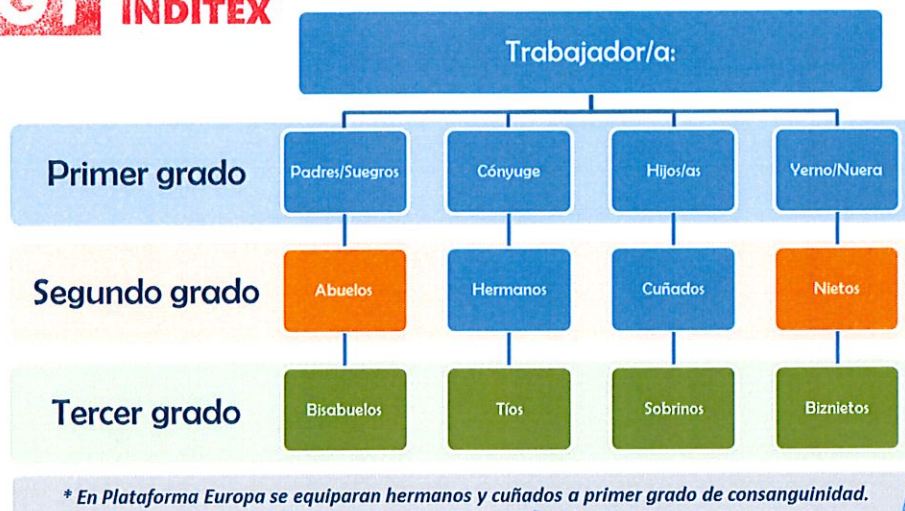 INDITEX
Trabajador/a:
Primer grado
Padres/Suegros
Cónyuge
Hijos/as
Yerno/Nuera
Segundo grado
Abuelos
Hermanos
Cuñados
Nietos
Tercer grado
Bisabuelos
Tíos
Sobrinos
Biznietos
* En Plataforma Europa se equiparan hermanos y cuñados a primer grado de consanguinidad.